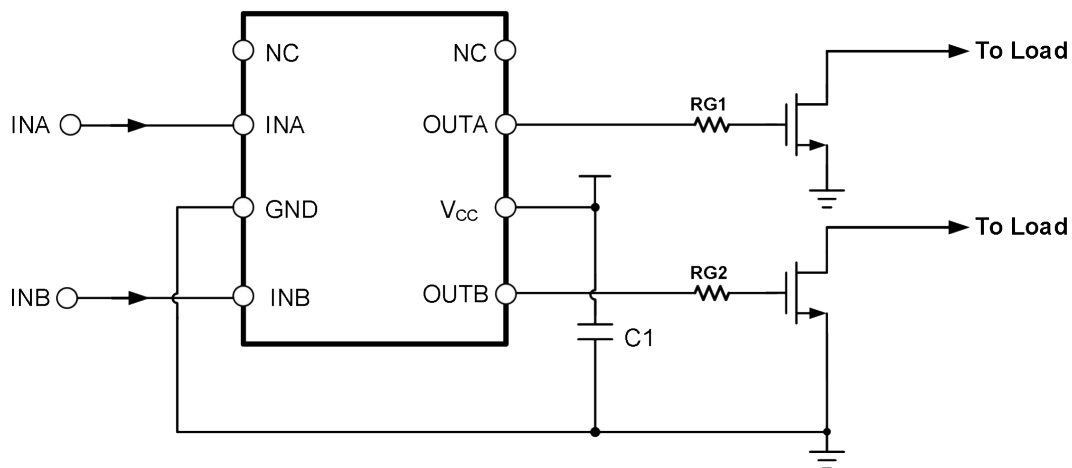 NC
NC
To Load
RG1
INA
INA
OUTA
GND
VCC
To Load
RG2
INB
INB
OUTB
C1